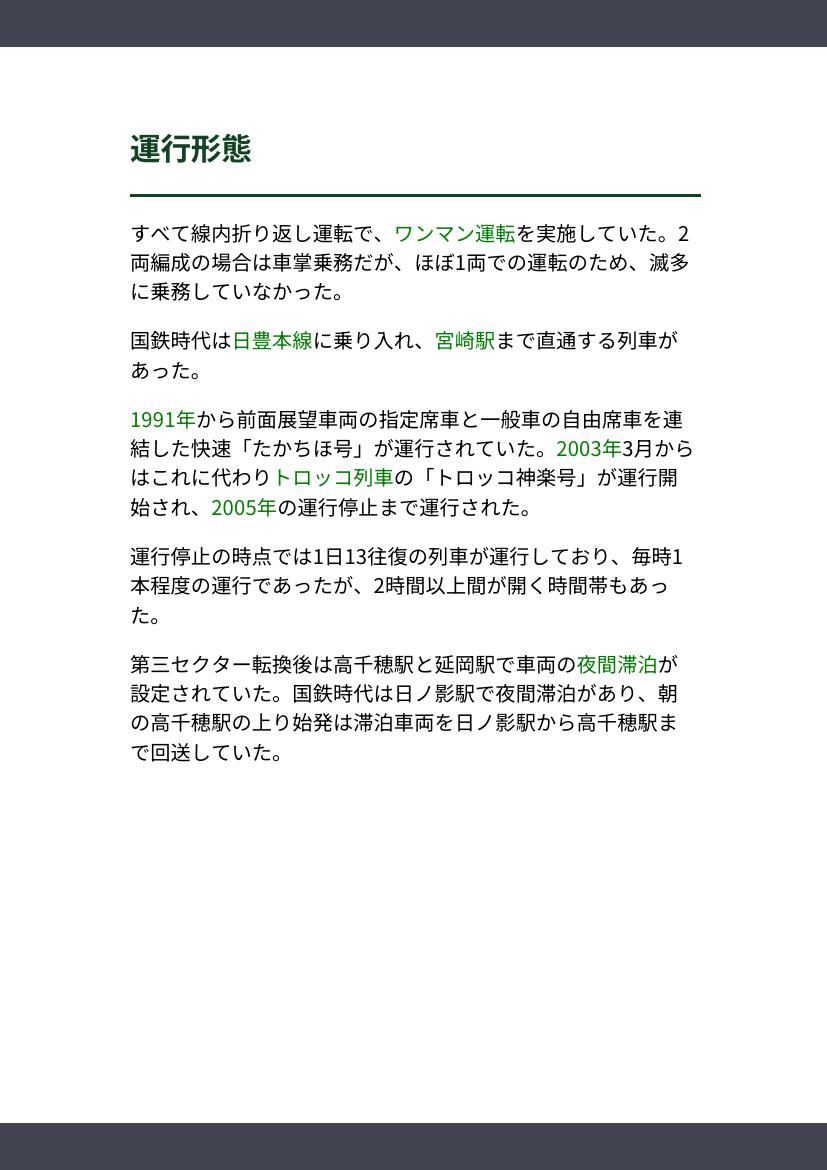 運行形態
すべて線内折り返し運転で、ワンマン運転を実施していた。2
両編成の場合は車掌乗務だが、ほぼ1両での運転のため、滅多
に乗務していなかった。
国鉄時代は日豊本線に乗り入れ、宮崎駅まで直通する列車が
あった。
1991年から前面展望車両の指定席車と一般車の自由席車を連
結した快速「たかちほ号」が運行されていた。2003年3月から
はこれに代わりトロッコ列車の「トロッコ神楽号」が運行開
始され、2005年の運行停止まで運行された。
運行停止の時点では1日13往復の列車が運行しており、毎時1
本程度の運行であったが、2時間以上間が開く時間帯もあっ
た。
第三セクター転換後は高千穂駅と延岡駅で車両の夜間滞泊が
設定されていた。国鉄時代は日ノ影駅で夜間滞泊があり、朝
の高千穂駅の上り始発は滞泊車両を日ノ影駅から高千穂駅ま
で回送していた。